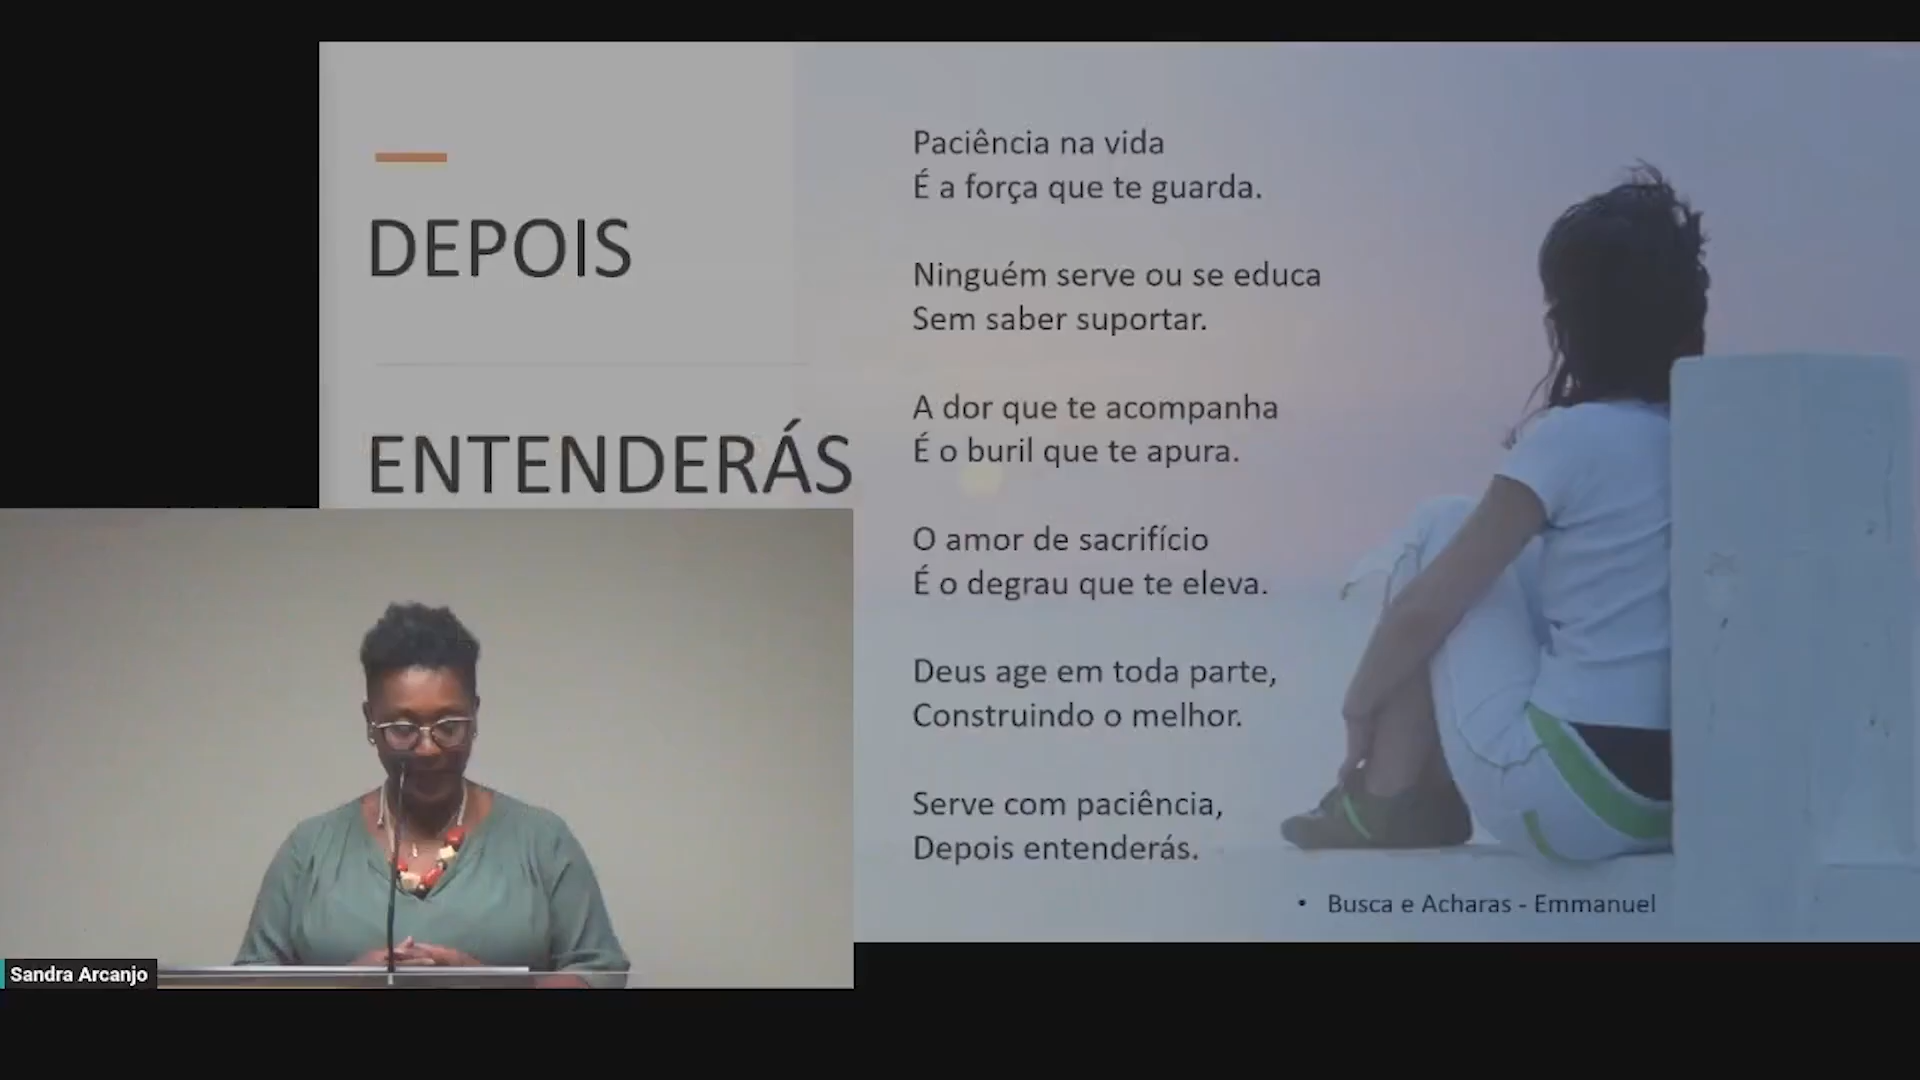 DEPOIS
ENTENDERÁS
Paciência na vida
É a força que te guarda.
Ninguém serve ou se educa
Sem saber suportar.
A dor que te acompanha
É o buril que te apura.
O amor de sacrifício
É o degrau que te eleva.
Deus age em toda parte,
Construindo o melhor.
Serve com paciência,
Depois entenderás.
• Busca e Acharas - Emmanuel
Sandra Arcanjo